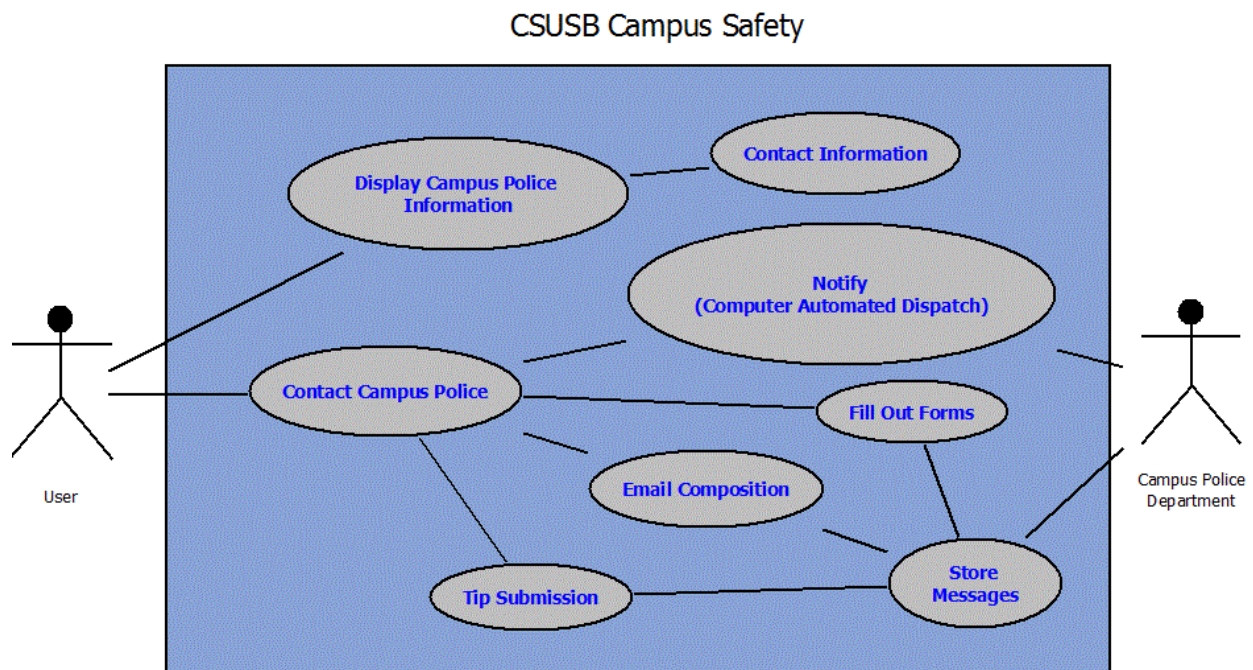 CSUSB Campus Safety
Contact Information
Display Campus Police
Information
Notify
(Computer Automated Dispatch)
Contact Campus Police
Fill Out Forms
Email Composition
User
Campus Police
Department
Store
Messages
Tip Submission